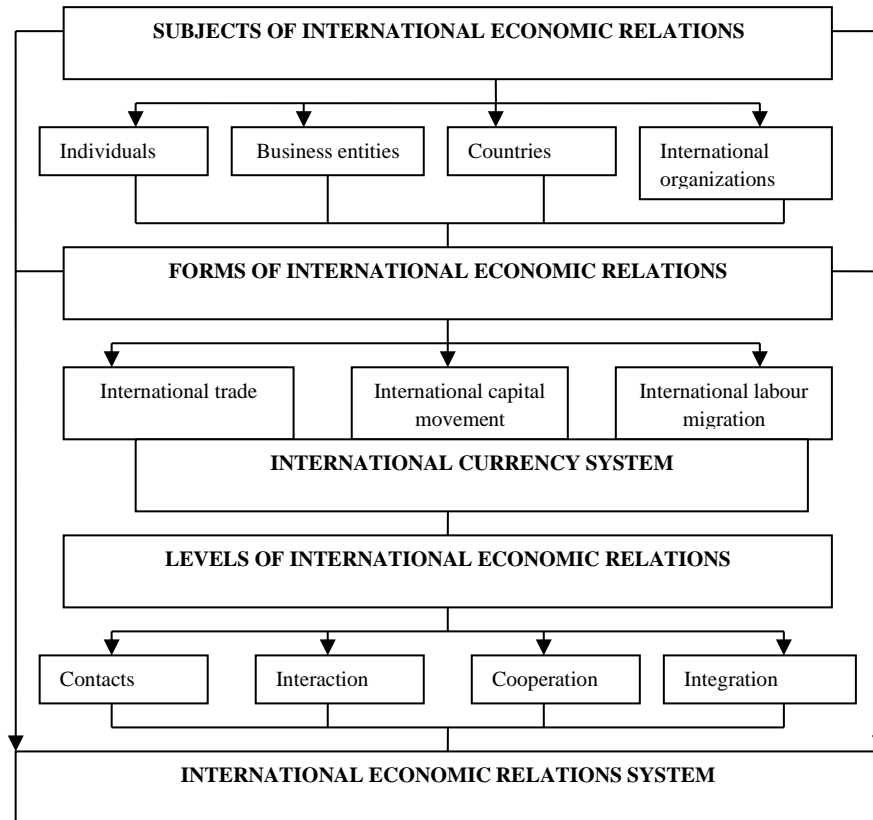 SUBJECTS OF INTERNATIONAL ECONOMIC RELATIONS
Individuals
Business entities
Countries
International
organizations
FORMS OF INTERNATIONAL ECONOMIC RELATIONS
International trade
International capital
movement
International labour
migration
INTERNATIONAL CURRENCY SYSTEM
LEVELS OF INTERNATIONAL ECONOMIC RELATIONS
Contacts
Interaction
Cooperation
Integration
INTERNATIONAL ECONOMIC RELATIONS SYSTEM